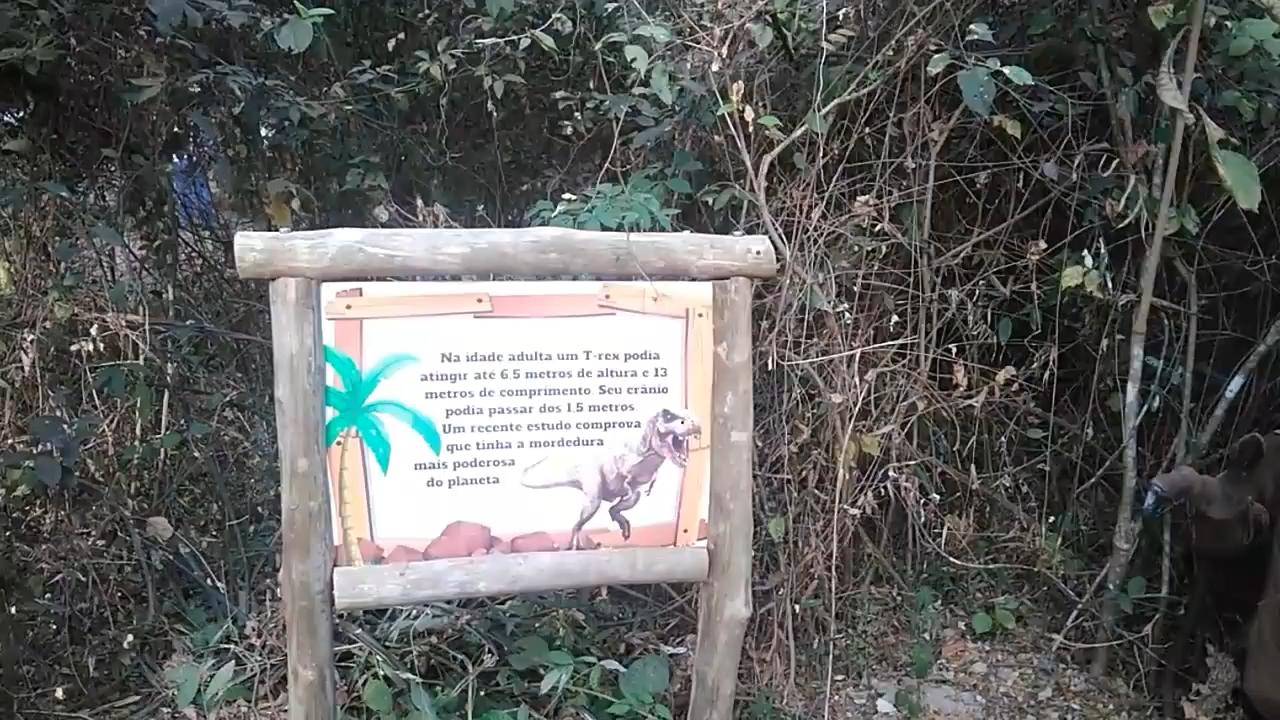 Na idade adulta um T-rex podia
atingir até 6.5 metros de altura e 13
metros de comprimento. Seu crânio
podia passar dos 1.5 metros.
Um recente estudo comprova
que tinha a mordedura
mais poderosa
do planeta